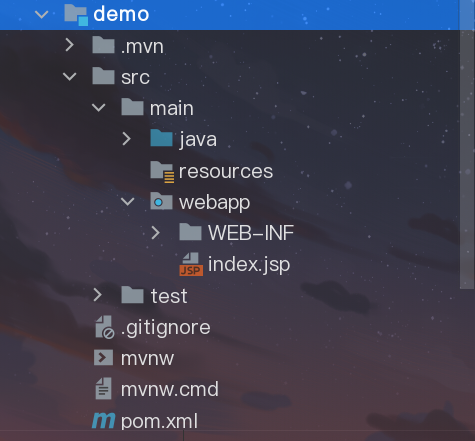 demo
.mvn
src
main
java
resources
webapp
WEB-INF
index.jsp
JSP
test
.gitignore
mvnw
mvnw.cmd
m pom.xml